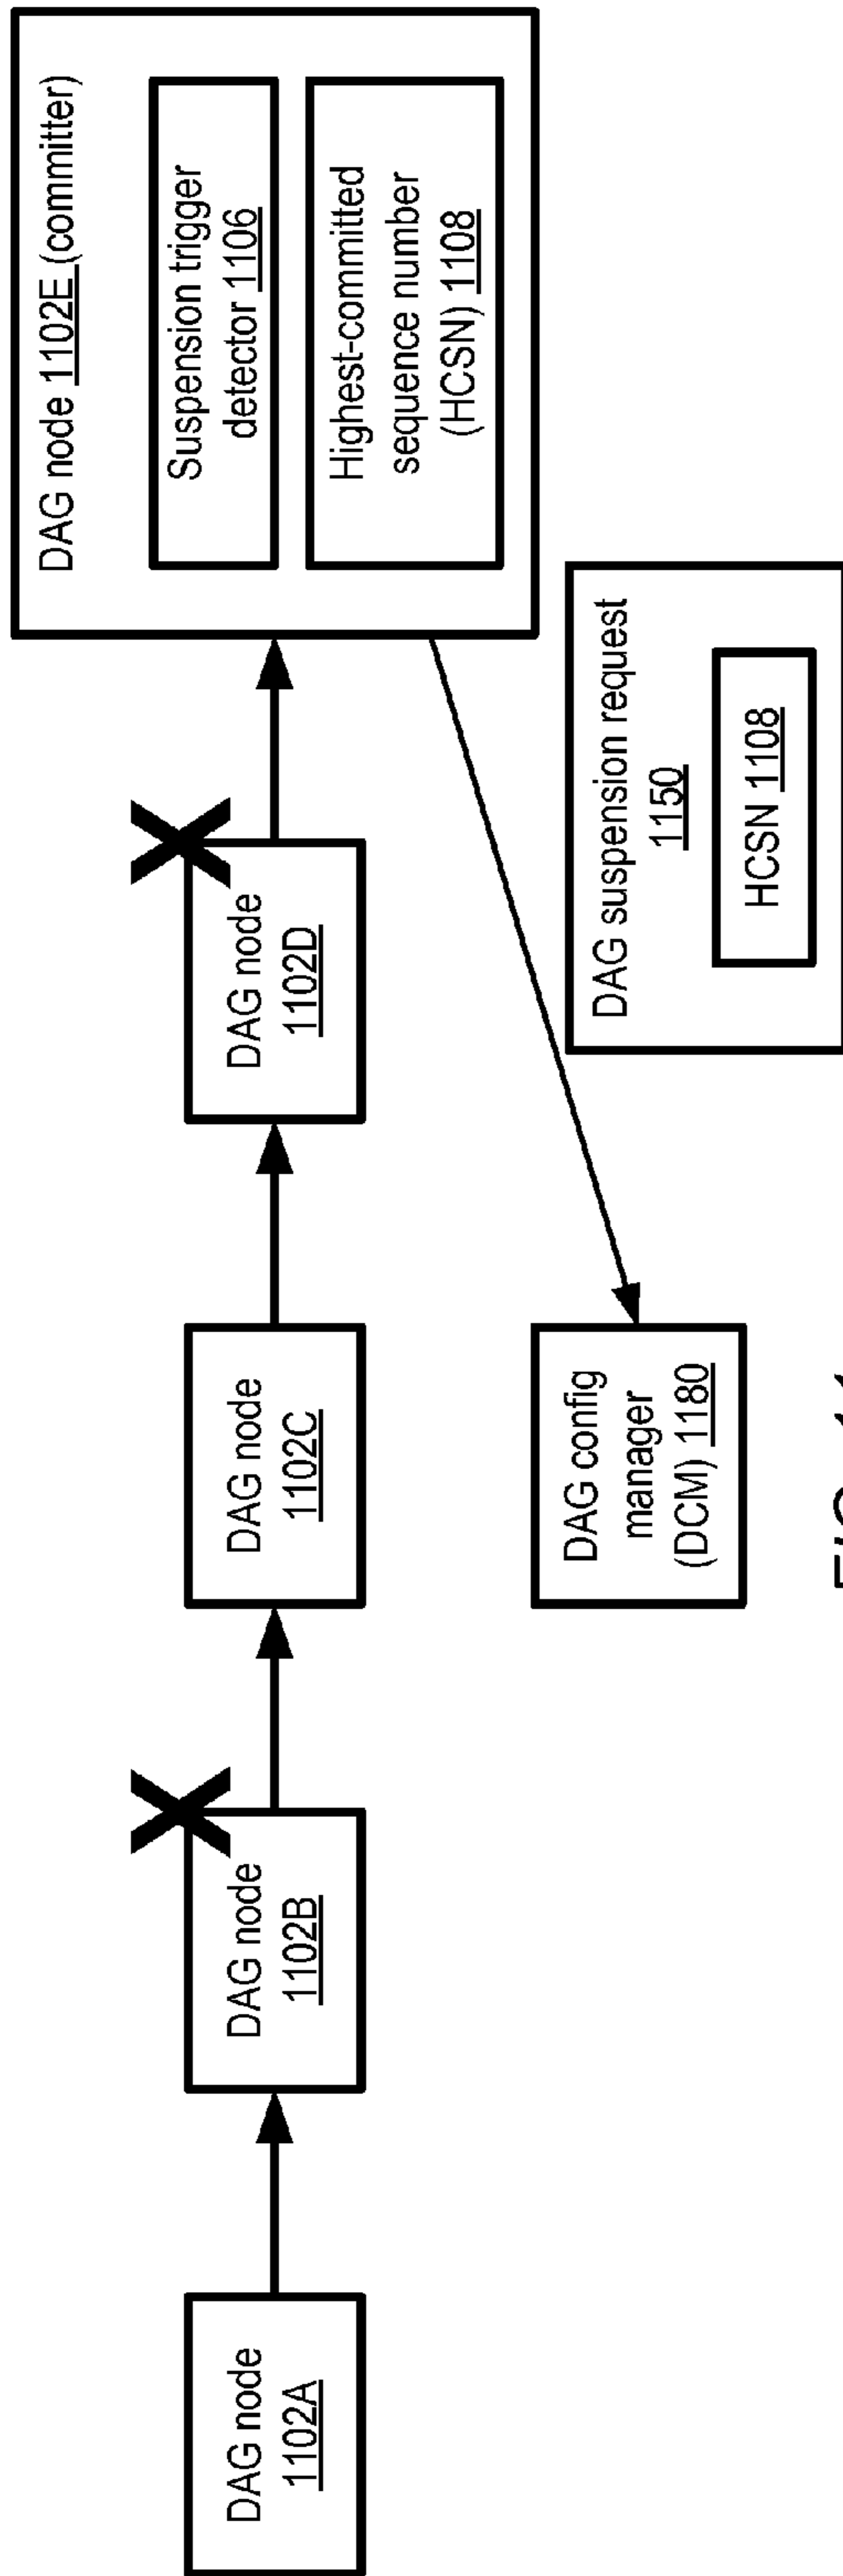 DAG node
1102A
DAG node
1102B
DAG node
1102C
DAG node
1102D
DAG node 1102E (committer)
Suspension trigger
detector 1106
Highest-committed
sequence number
(HCSN) 1108
DAG config
manager
(DCM) 1180
DAG suspension request
1150
HCSN 1108